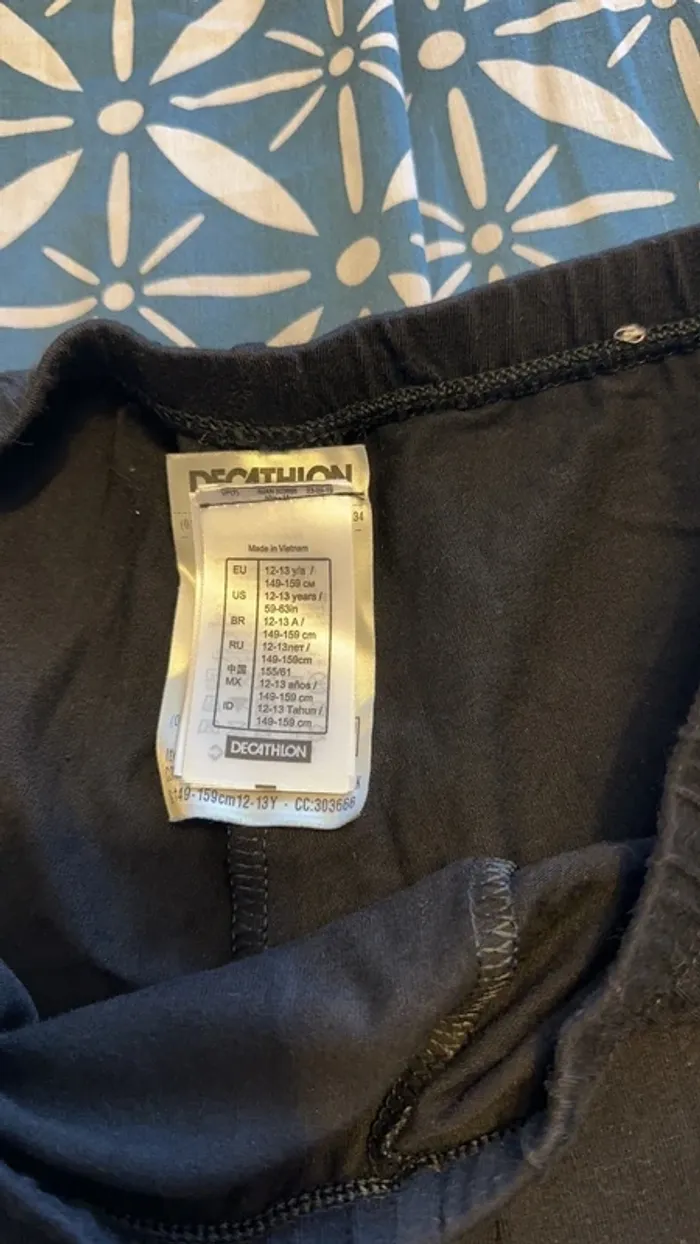 DECATHLON
34
Made in Vietnam
EU 12-13 y/a /
149-159 см
US 12-13 years /
59-63in
BR 12-13 A /
149-159 cm
RU 12-13лет /
149-159cm
中国 155/61
MX 12-13 años /
149-159 cm
ID 12-13 Tahun /
149-159 cm
DECATHLON
149-159cm12-13Y - CC:303666